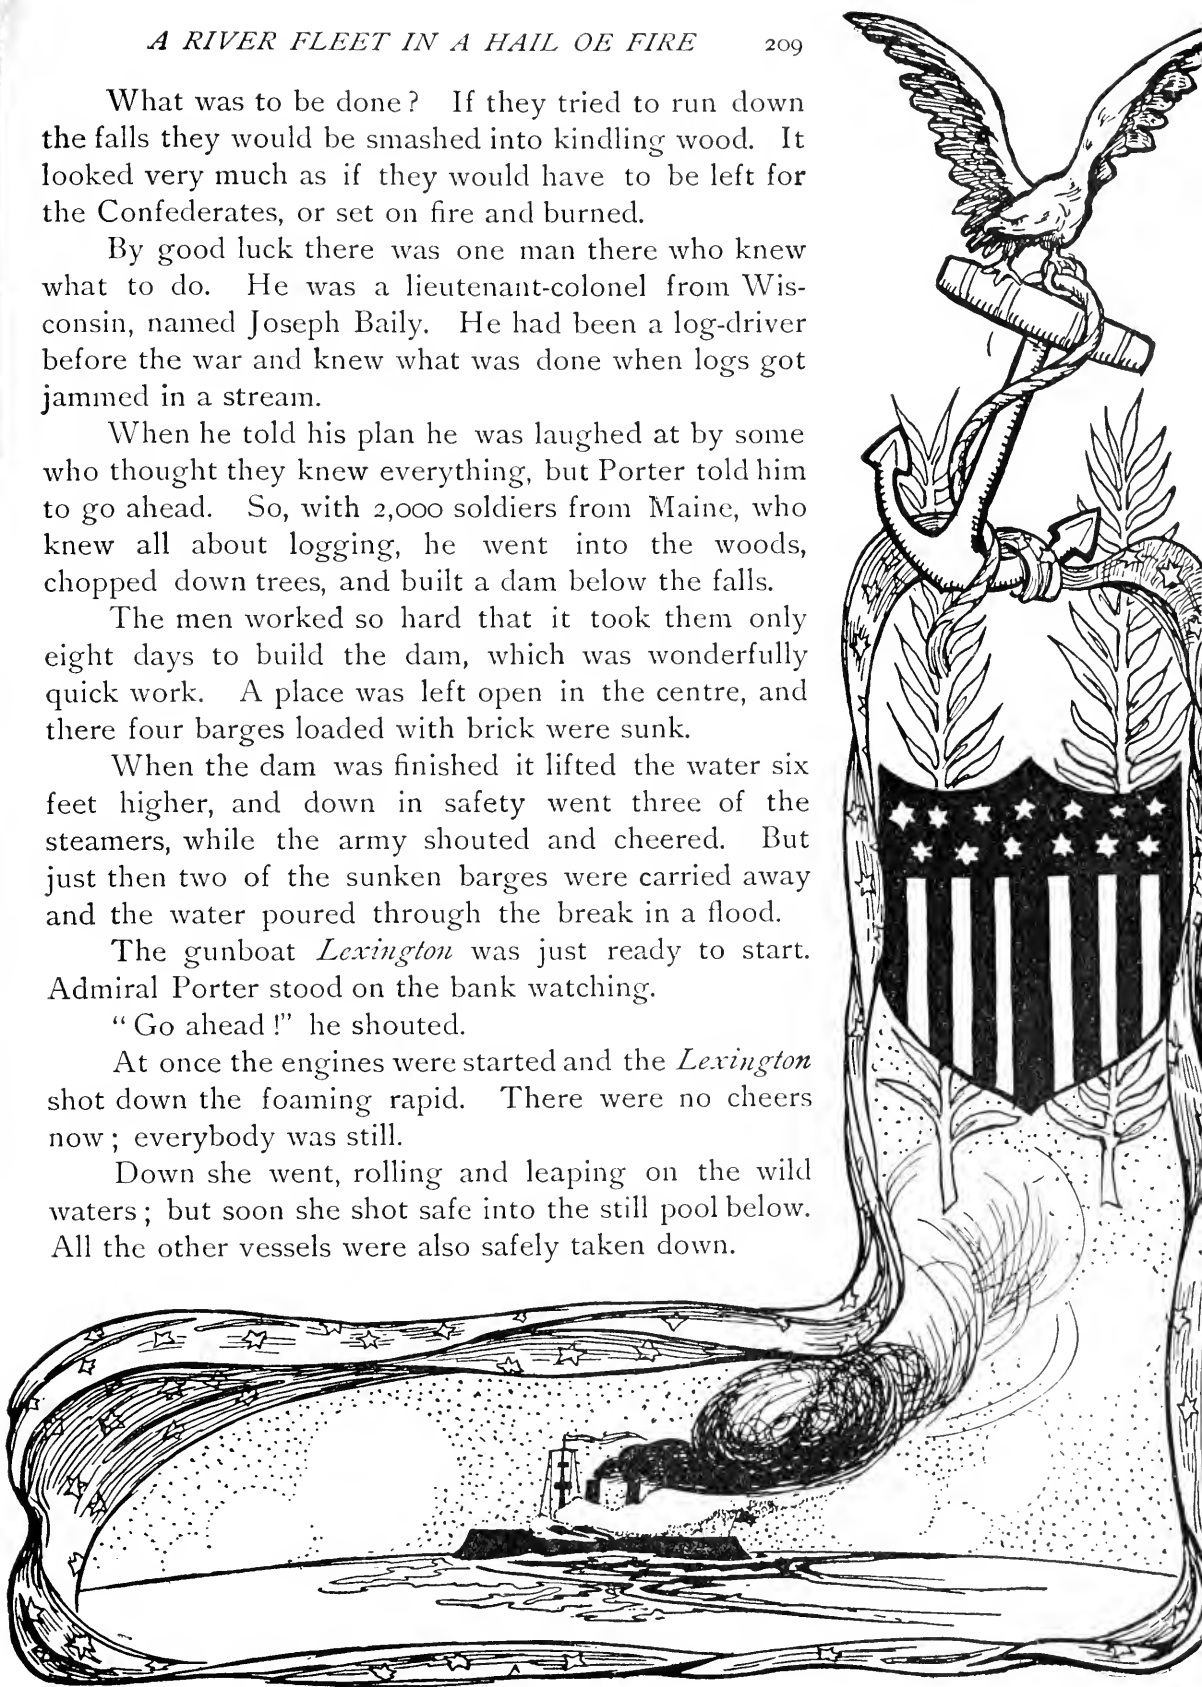 A RIVER FLEET IN A HAIL OE FIRE 209
What was to be done? If they tried to run down
the falls they would be smashed into kindling wood. It
looked very much as if they would have to be left for
the Confederates, or set on fire and burned.
By good luck there was one man there who knew
what to do. He was a lieutenant-colonel from Wis-
consin, named Joseph Baily. He had been a log-driver
before the war and knew what was done when logs got
jammed in a stream.
When he told his plan he was laughed at by some
who thought they knew everything, but Porter told him
to go ahead. So, with 2,000 soldiers from Maine, who
knew all about logging, he went into the woods,
chopped down trees, and built a dam below the falls.
The men worked so hard that it took them only
eight days to build the dam, which was wonderfully
quick work. A place was left open in the centre, and
there four barges loaded with brick were sunk.
When the dam was finished it lifted the water six
feet higher, and down in safety went three of the
steamers, while the army shouted and cheered. But
just then two of the sunken barges were carried away
and the water poured through the break in a flood.
The gunboat Lexington was just ready to start.
Admiral Porter stood on the bank watching.
"Go ahead!" he shouted.
At once the engines were started and the Lexington
shot down the foaming rapid. There were no cheers
now; everybody was still.
Down she went, rolling and leaping on the wild
waters; but soon she shot safe into the still pool below.
All the other vessels were also safely taken down.